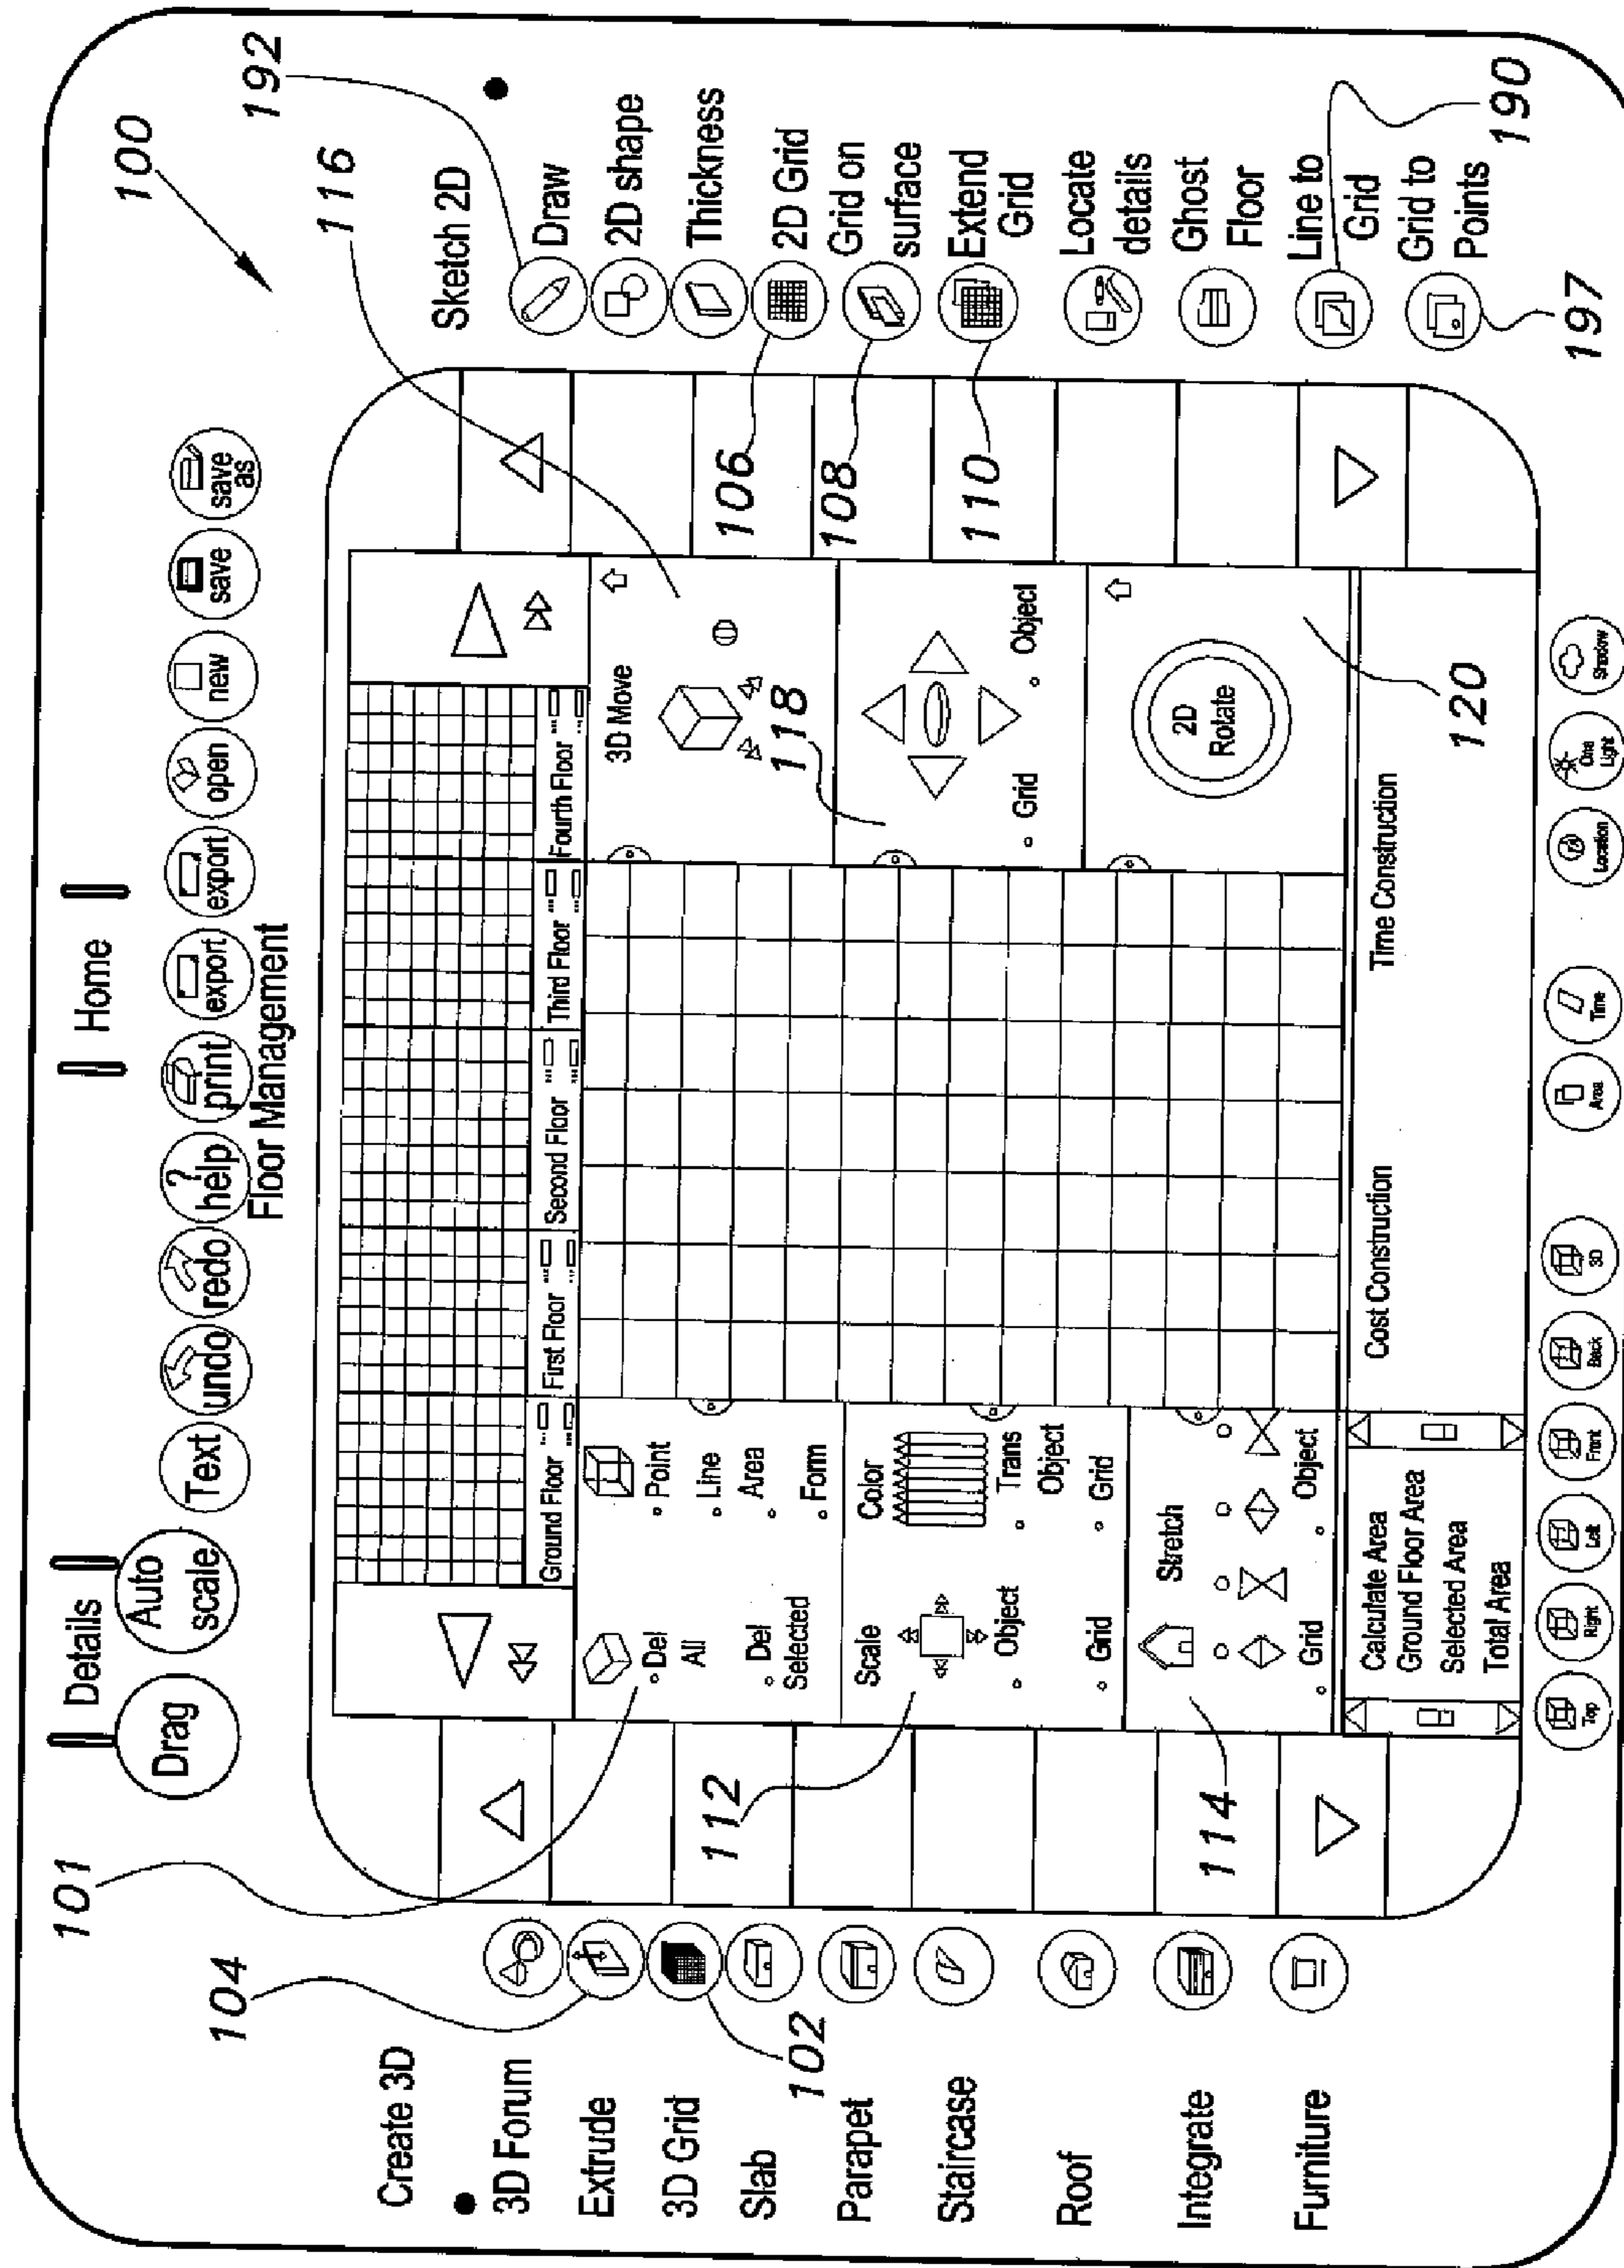 100
Details
Home
Drag
Auto scale
Text
undo
redo
? help
print
export
export
open
new
save
save as
Floor Management
101
116
192
104
Create 3D
3D Forum
Extrude
3D Grid
102
Slab
Parapet
Staircase
Roof
Integrate
Furniture
Ground Floor
First Floor
Second Floor
Third Floor
Fourth Floor
Del All
Del Selected
Point
Line
Area
Form
112
Scale
Object
Grid
Color
Trans
Object
Grid
114
Stretch
Grid
Object
3D Move
118
Grid
Object
2D Rotate
120
Calculate Area
Ground Floor Area
Selected Area
Total Area
Cost Construction
Time Construction
Top
Right
Left
Front
Back
3D
Area
Time
Location
One Light
Shadow
Sketch 2D
Draw
2D shape
Thickness
106
2D Grid
108
Grid on surface
110
Extend Grid
Locate details
Ghost Floor
Line to Grid
190
Grid to Points
197